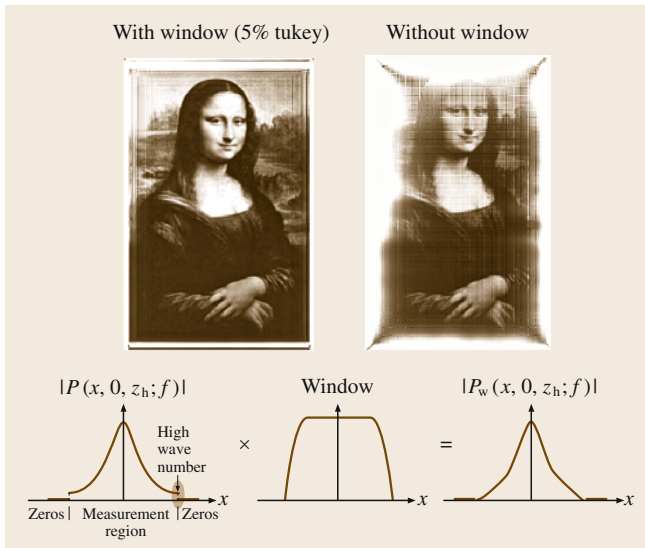 With window (5% tukey)
Without window
|P(x, 0, z_h; f)|
Window
|P_w(x, 0, z_h; f)|
High
wave
number
×
=
x
x
x
Zeros
Measurement
region
Zeros